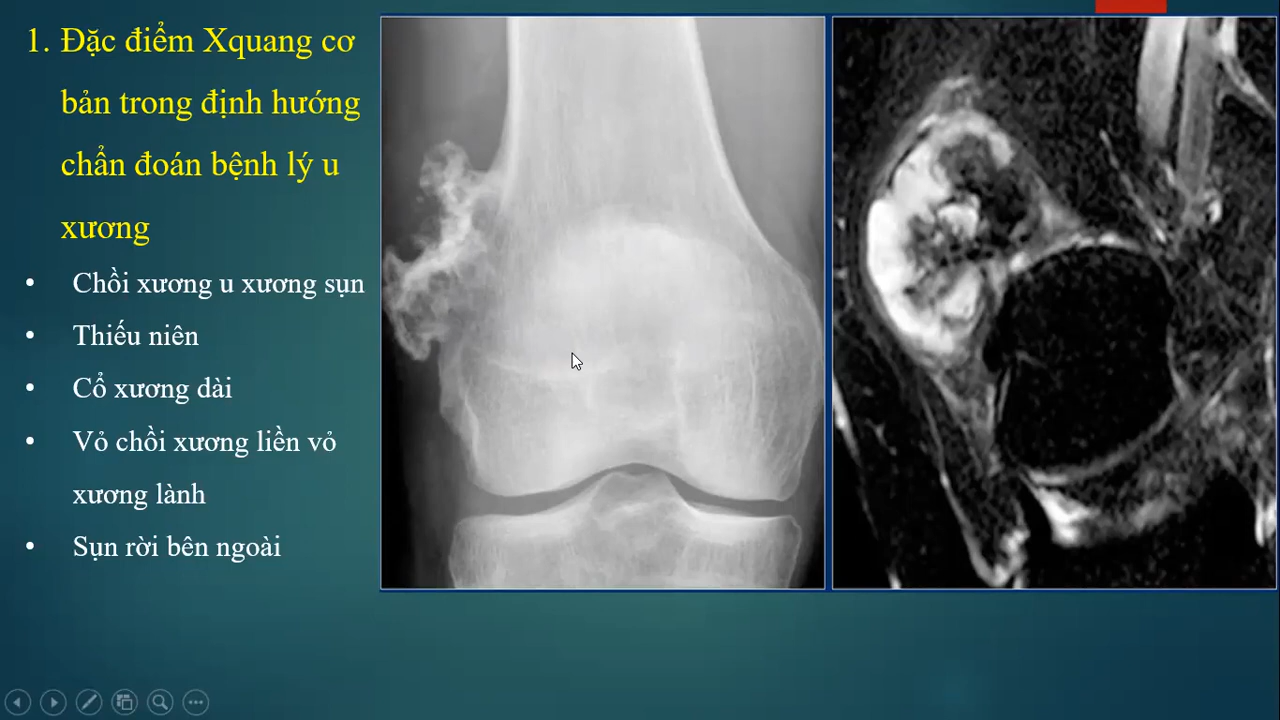 1. Đặc điểm Xquang cơ
bản trong định hướng
chẩn đoán bệnh lý u
xương
• Chồi xương u xương sụn
• Thiếu niên
• Cổ xương dài
• Vỏ chồi xương liền vỏ
xương lành
• Sụn rời bên ngoài